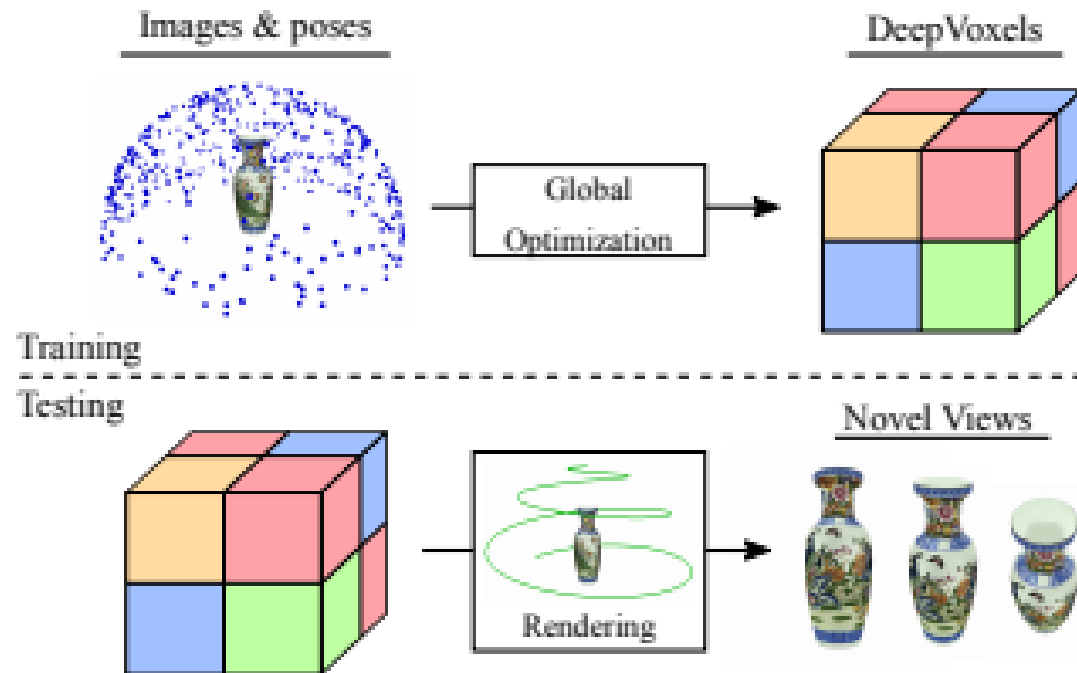 Images & poses
DeepVoxels
Global
Optimization
Training
Testing
Novel Views
Rendering